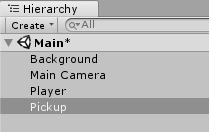 Hierarchy
Create All
Main*
Background
Main Camera
Player
Pickup